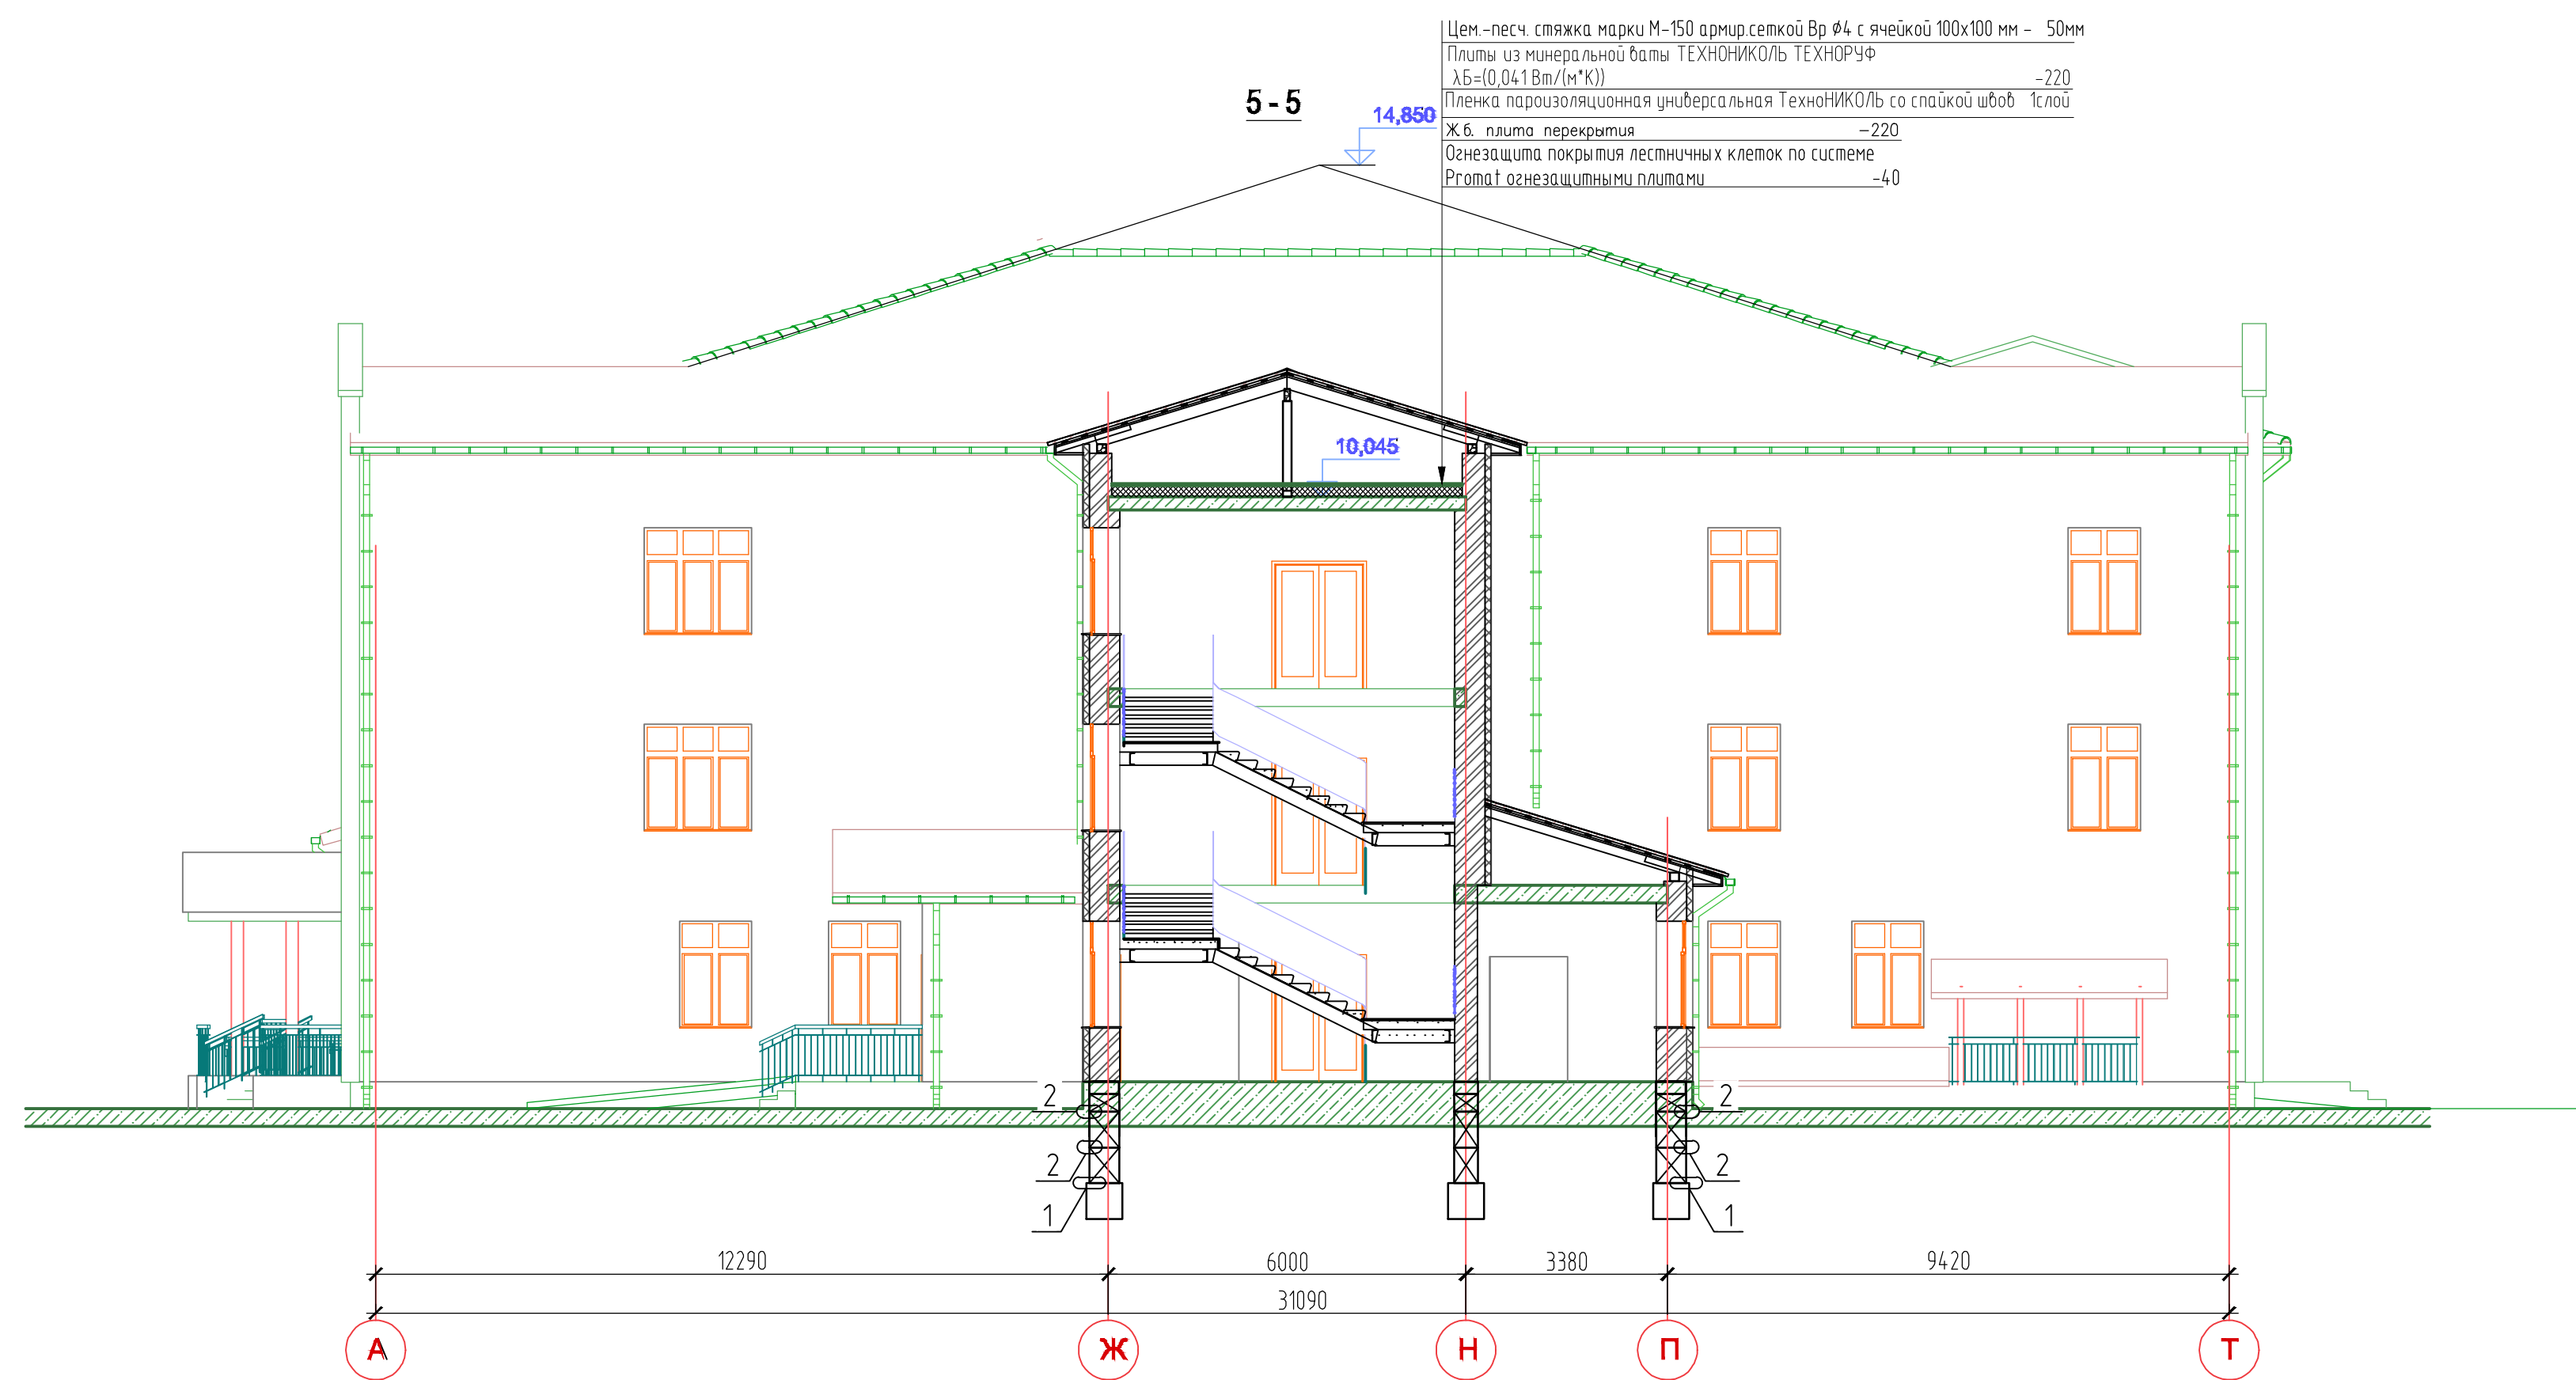 Цем.-песч. стяжка марки М-150 армир.сеткой Вр Ø4 с ячейкой 100х100 мм - 50мм
Плиты из минеральной ваты ТЕХНОНИКОЛЬ ТЕХНОРУФ
λБ=(0,041 Вт/(м*К)) -220
Пленка пароизоляционная универсальная ТехноНИКОЛЬ со спайкой швов 1слой
Ж.б. плита перекрытия -220
Огнезащита покрытия лестничных клеток по системе
Promat огнезащитными плитами -40
5 - 5
14,850
10,045
2
2
2
2
1
1
12290
6000
3380
9420
31090
А
Ж
Н
П
Т